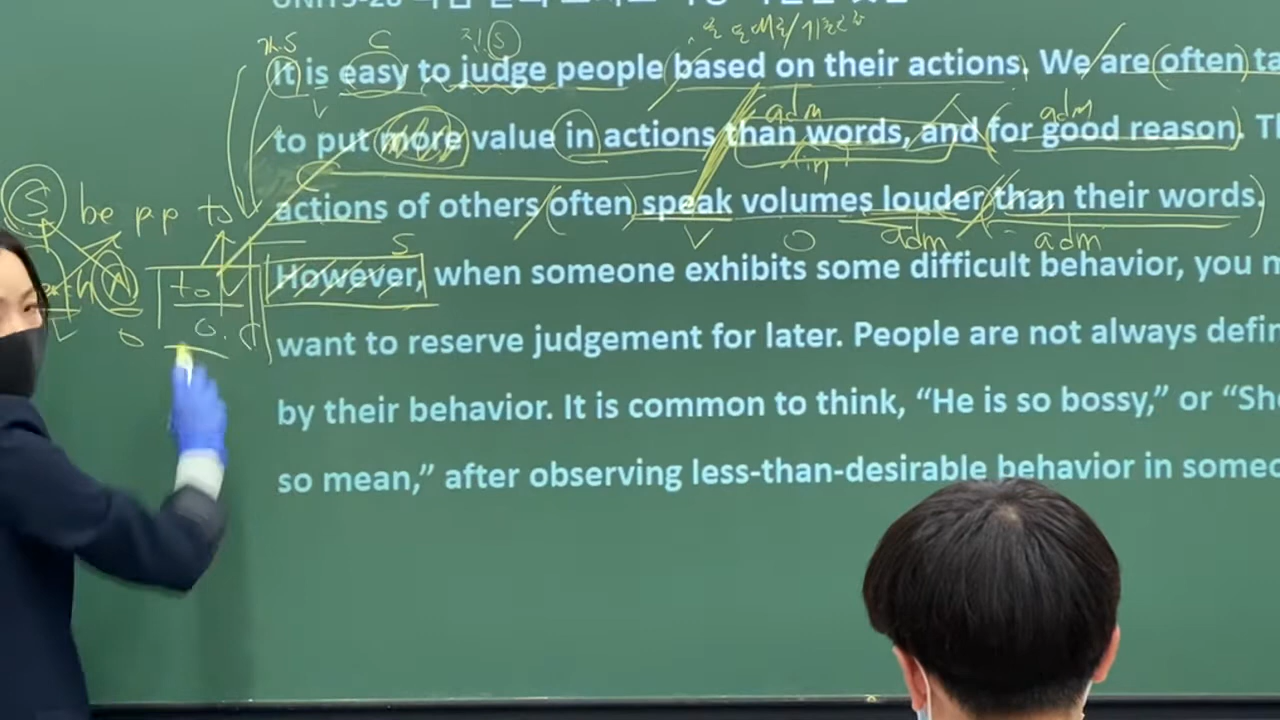 It is easy to judge people based on their actions. We are often ta
to put more value in actions than words, and for good reason. T
actions of others often speak volumes louder than their words.
However, when someone exhibits some difficult behavior, you m
want to reserve judgement for later. People are not always defin
by their behavior. It is common to think, “He is so bossy,” or “She
so mean,” after observing less-than-desirable behavior in someo
가.S
C
진.S
V
adm
adm
C
S be pp to
V
O
adm
adm
S
A
to
O